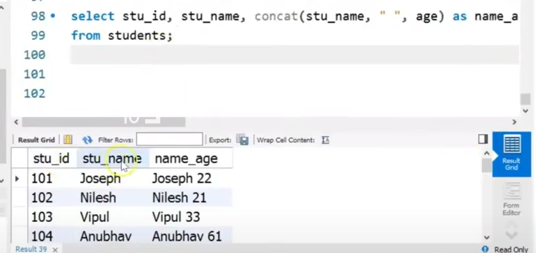 98 select stu_id, stu_name, concat(stu_name, " ", age) as name_a
99 from students;
100
101
102
Result Grid Filter Rows: Export: Wrap Cell Content:
stu_id stu_name name_age
101 Joseph Joseph 22
102 Nilesh Nilesh 21
103 Vipul Vipul 33
104 Anubhav Anubhav 61
Result Grid
Form Editor
Result 39 x
Read Only